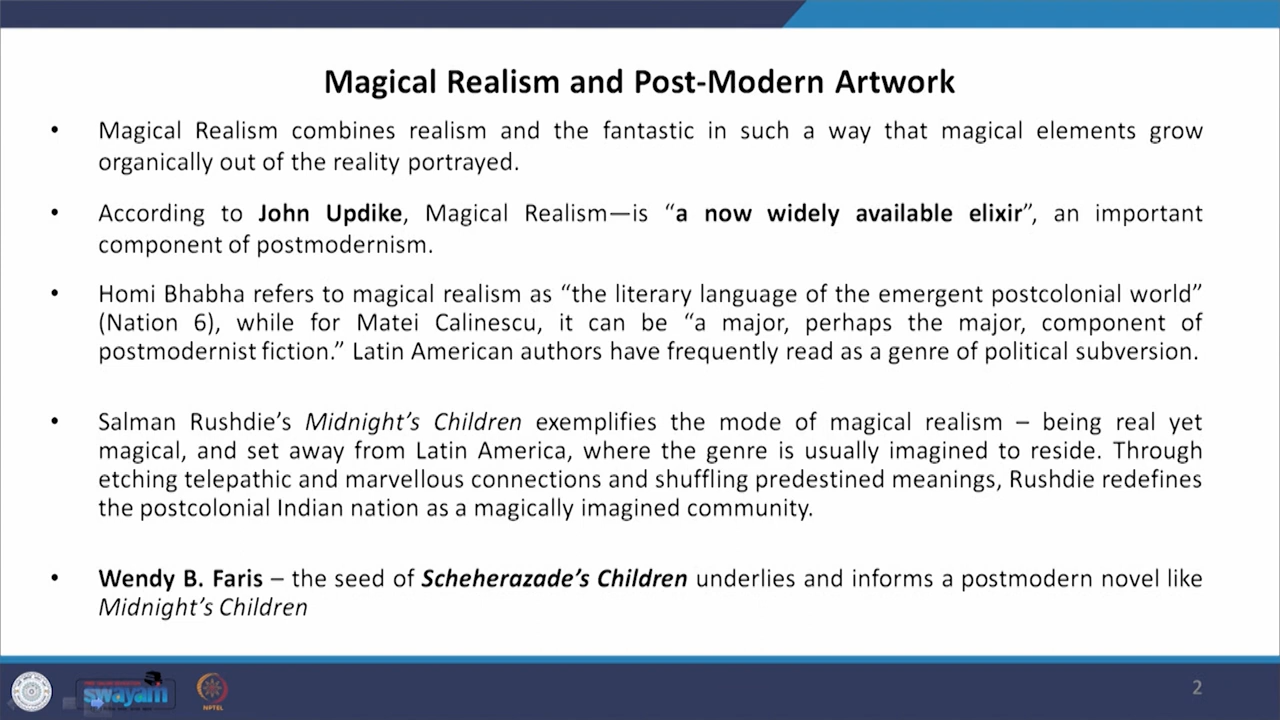 Magical Realism and Post-Modern Artwork
• Magical Realism combines realism and the fantastic in such a way that magical elements grow
organically out of the reality portrayed.
• According to John Updike, Magical Realism—is “a now widely available elixir”, an important
component of postmodernism.
• Homi Bhabha refers to magical realism as “the literary language of the emergent postcolonial world”
(Nation 6), while for Matei Calinescu, it can be “a major, perhaps the major, component of
postmodernist fiction.” Latin American authors have frequently read as a genre of political subversion.
• Salman Rushdie’s Midnight’s Children exemplifies the mode of magical realism – being real yet
magical, and set away from Latin America, where the genre is usually imagined to reside. Through
etching telepathic and marvellous connections and shuffling predestined meanings, Rushdie redefines
the postcolonial Indian nation as a magically imagined community.
• Wendy B. Faris – the seed of Scheherazade’s Children underlies and informs a postmodern novel like
Midnight’s Children
swayam
NPTEL
2